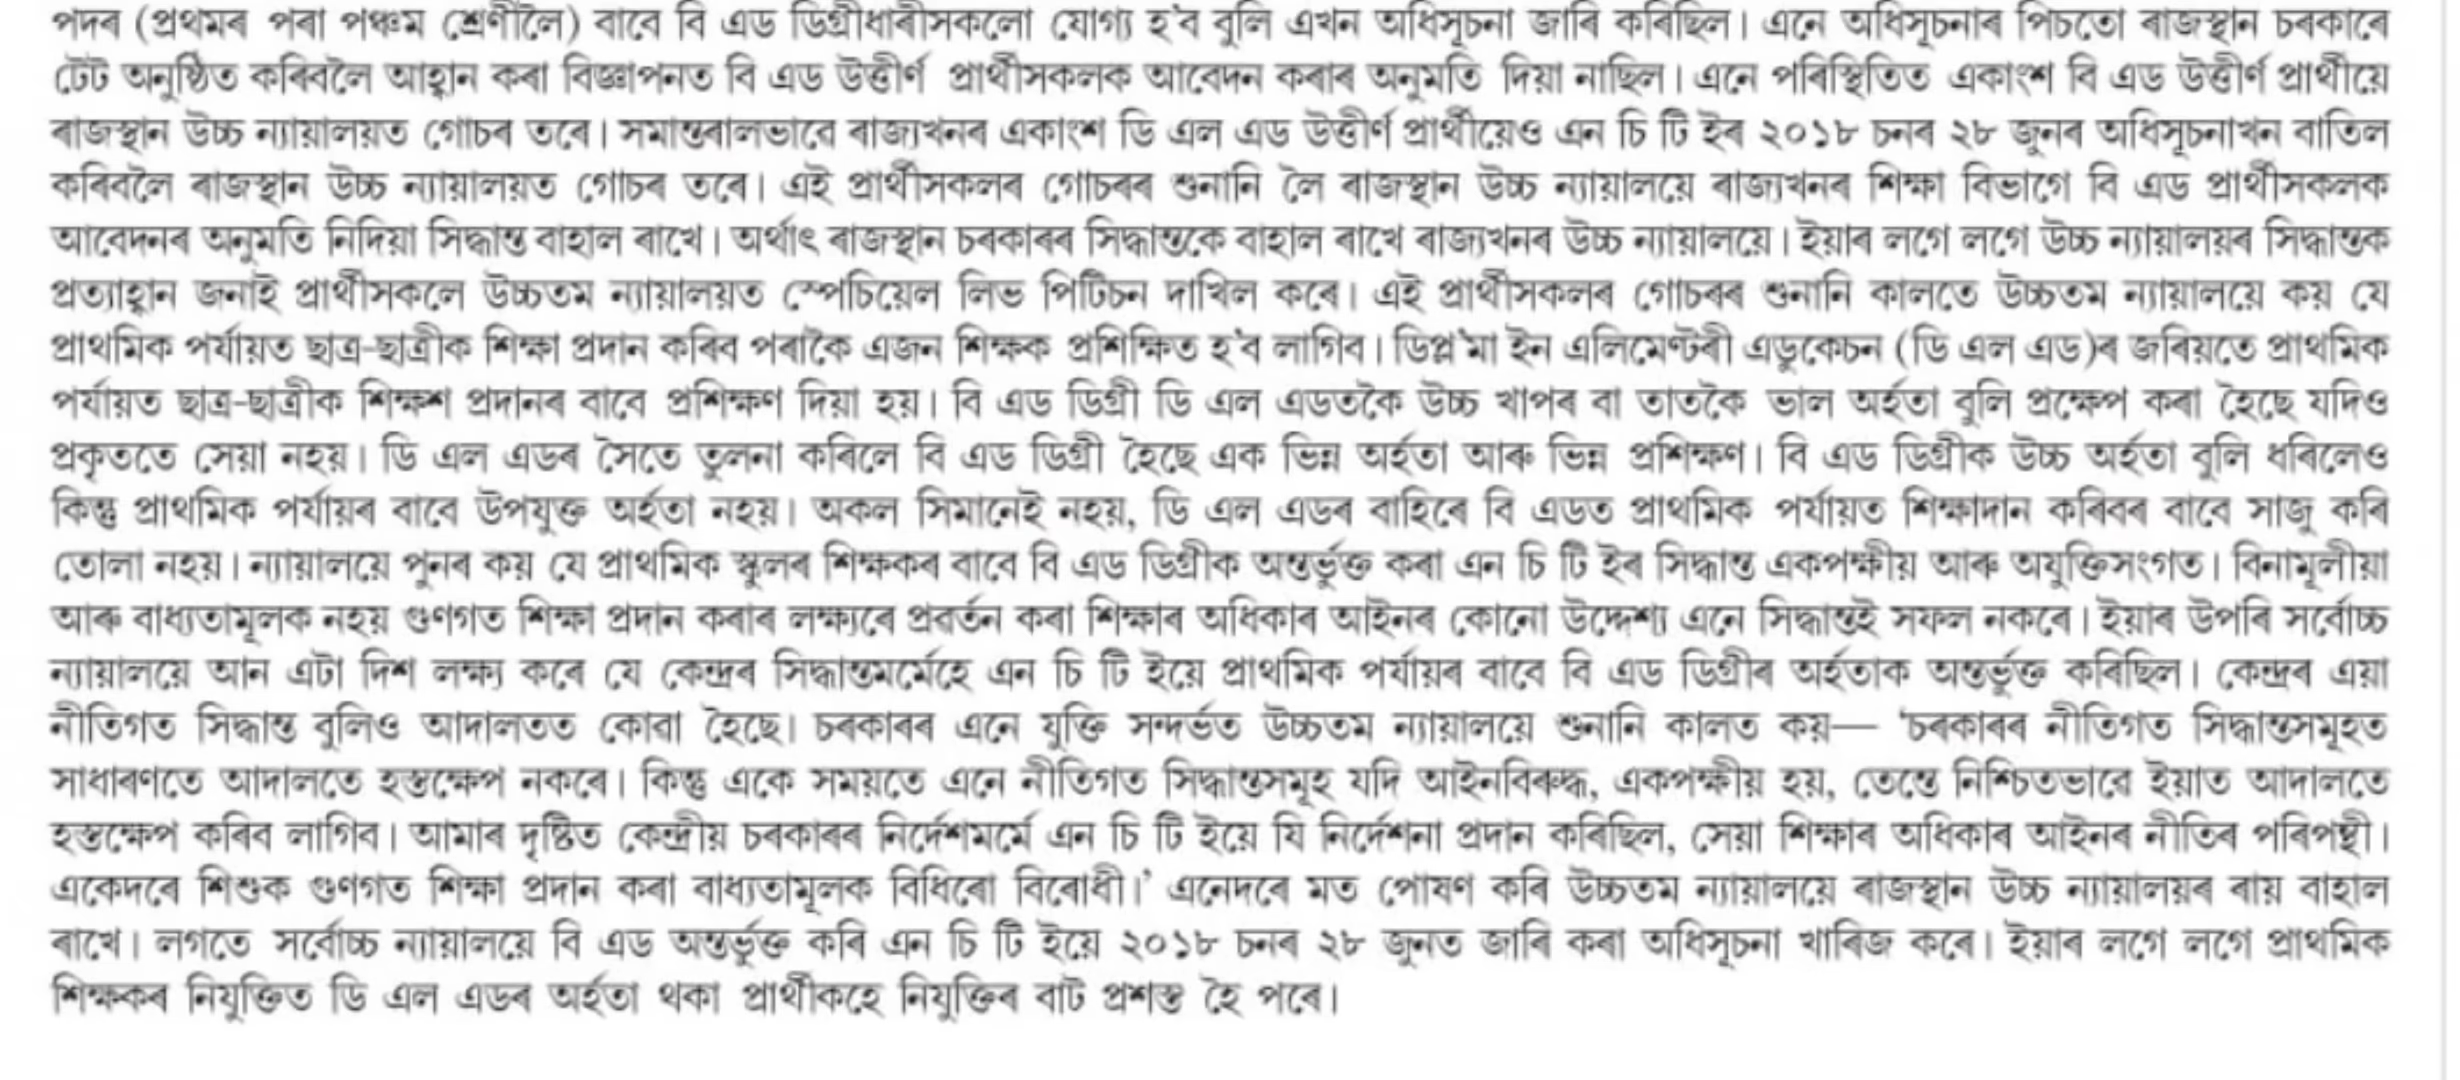 পদৰ (প্ৰথমৰ পৰা পঞ্চম শ্ৰেণীলৈ) বাবে বি এড ডিগ্ৰীধাৰীসকলো যোগ্য হ'ব বুলি এখন অধিসূচনা জাৰি কৰিছিল। এনে অধিসূচনাৰ পিচতো ৰাজস্থান চৰকাৰে
টেট অনুষ্ঠিত কৰিবলৈ আহ্বান কৰা বিজ্ঞাপনত বি এড উত্তীৰ্ণ প্ৰাৰ্থীসকলক আবেদন কৰাৰ অনুমতি দিয়া নাছিল। এনে পৰিস্থিতিত একাংশ বি এড উত্তীৰ্ণ প্ৰাৰ্থীয়ে
ৰাজস্থান উচ্চ ন্যায়ালয়ত গোচৰ তৰে। সমান্তৰালভাৱে ৰাজ্যখনৰ একাংশ ডি এল এড উত্তীৰ্ণ প্ৰাৰ্থীয়েও এন চি টি ইৰ ২০১৮ চনৰ ২৮ জুনৰ অধিসূচনাখন বাতিল
কৰিবলৈ ৰাজস্থান উচ্চ ন্যায়ালয়ত গোচৰ তৰে। এই প্ৰাৰ্থীসকলৰ গোচৰৰ শুনানি লৈ ৰাজস্থান উচ্চ ন্যায়ালয়ে ৰাজ্যখনৰ শিক্ষা বিভাগে বি এড প্ৰাৰ্থীসকলক
আবেদনৰ অনুমতি নিদিয়া সিদ্ধান্ত বাহাল ৰাখে। অৰ্থাৎ ৰাজস্থান চৰকাৰৰ সিদ্ধান্তকে বাহাল ৰাখে ৰাজ্যখনৰ উচ্চ ন্যায়ালয়ে। ইয়াৰ লগে লগে উচ্চ ন্যায়ালয়ৰ সিদ্ধান্তক
প্ৰত্যাহ্বান জনাই প্ৰাৰ্থীসকলে উচ্চতম ন্যায়ালয়ত স্পেচিয়েল লিভ পিটিচন দাখিল কৰে। এই প্ৰাৰ্থীসকলৰ গোচৰৰ শুনানি কালতে উচ্চতম ন্যায়ালয়ে কয় যে
প্ৰাথমিক পৰ্যায়ত ছাত্ৰ-ছাত্ৰীক শিক্ষা প্ৰদান কৰিব পৰাকৈ এজন শিক্ষক প্ৰশিক্ষিত হ'ব লাগিব। ডিপ্ল'মা ইন এলিমেণ্টৰী এডুকেচন (ডি এল এড)ৰ জৰিয়তে প্ৰাথমিক
পৰ্যায়ত ছাত্ৰ-ছাত্ৰীক শিক্ষশ প্ৰদানৰ বাবে প্ৰশিক্ষণ দিয়া হয়। বি এড ডিগ্ৰী ডি এল এডতকৈ উচ্চ খাপৰ বা তাতকৈ ভাল অৰ্হতা বুলি প্ৰক্ষেপ কৰা হৈছে যদিও
প্ৰকৃততে সেয়া নহয়। ডি এল এডৰ সৈতে তুলনা কৰিলে বি এড ডিগ্ৰী হৈছে এক ভিন্ন অৰ্হতা আৰু ভিন্ন প্ৰশিক্ষণ। বি এড ডিগ্ৰীক উচ্চ অৰ্হতা বুলি ধৰিলেও
কিন্তু প্ৰাথমিক পৰ্যায়ৰ বাবে উপযুক্ত অৰ্হতা নহয়। অকল সিমানেই নহয়, ডি এল এডৰ বাহিৰে বি এডত প্ৰাথমিক পৰ্যায়ত শিক্ষাদান কৰিবৰ বাবে সাজু কৰি
তোলা নহয়। ন্যায়ালয়ে পুনৰ কয় যে প্ৰাথমিক স্কুলৰ শিক্ষকৰ বাবে বি এড ডিগ্ৰীক অন্তৰ্ভুক্ত কৰা এন চি টি ইৰ সিদ্ধান্ত একপক্ষীয় আৰু অযুক্তিসংগত। বিনামূলীয়া
আৰু বাধ্যতামূলক নহয় গুণগত শিক্ষা প্ৰদান কৰাৰ লক্ষ্যৰে প্ৰৱৰ্তন কৰা শিক্ষাৰ অধিকাৰ আইনৰ কোনো উদ্দেশ্য এনে সিদ্ধান্তই সফল নকৰে। ইয়াৰ উপৰি সৰ্বোচ্চ
ন্যায়ালয়ে আন এটা দিশ লক্ষ্য কৰে যে কেন্দ্ৰৰ সিদ্ধান্তমৰ্মেহে এন চি টি ইয়ে প্ৰাথমিক পৰ্যায়ৰ বাবে বি এড ডিগ্ৰীৰ অৰ্হতাক অন্তৰ্ভুক্ত কৰিছিল। কেন্দ্ৰৰ এয়া
নীতিগত সিদ্ধান্ত বুলিও আদালতত কোৱা হৈছে। চৰকাৰৰ এনে যুক্তি সন্দৰ্ভত উচ্চতম ন্যায়ালয়ে শুনানি কালত কয়— 'চৰকাৰৰ নীতিগত সিদ্ধান্তসমূহত
সাধাৰণতে আদালতে হস্তক্ষেপ নকৰে। কিন্তু একে সময়তে এনে নীতিগত সিদ্ধান্তসমূহ যদি আইনবিৰুদ্ধ, একপক্ষীয় হয়, তেন্তে নিশ্চিতভাৱে ইয়াত আদালতে
হস্তক্ষেপ কৰিব লাগিব। আমাৰ দৃষ্টিত কেন্দ্ৰীয় চৰকাৰৰ নিৰ্দেশমৰ্মে এন চি টি ইয়ে যি নিৰ্দেশনা প্ৰদান কৰিছিল, সেয়া শিক্ষাৰ অধিকাৰ আইনৰ নীতিৰ পৰিপন্থী।
একেদৰে শিশুক গুণগত শিক্ষা প্ৰদান কৰা বাধ্যতামূলক বিধিৰো বিৰোধী।' এনেদৰে মত পোষণ কৰি উচ্চতম ন্যায়ালয়ে ৰাজস্থান উচ্চ ন্যায়ালয়ৰ ৰায় বাহাল
ৰাখে। লগতে সৰ্বোচ্চ ন্যায়ালয়ে বি এড অন্তৰ্ভুক্ত কৰি এন চি টি ইয়ে ২০১৮ চনৰ ২৮ জুনত জাৰি কৰা অধিসূচনা খাৰিজ কৰে। ইয়াৰ লগে লগে প্ৰাথমিক
শিক্ষকৰ নিযুক্তিত ডি এল এডৰ অৰ্হতা থকা প্ৰাৰ্থীকহে নিযুক্তিৰ বাট প্ৰশস্ত হৈ পৰে।